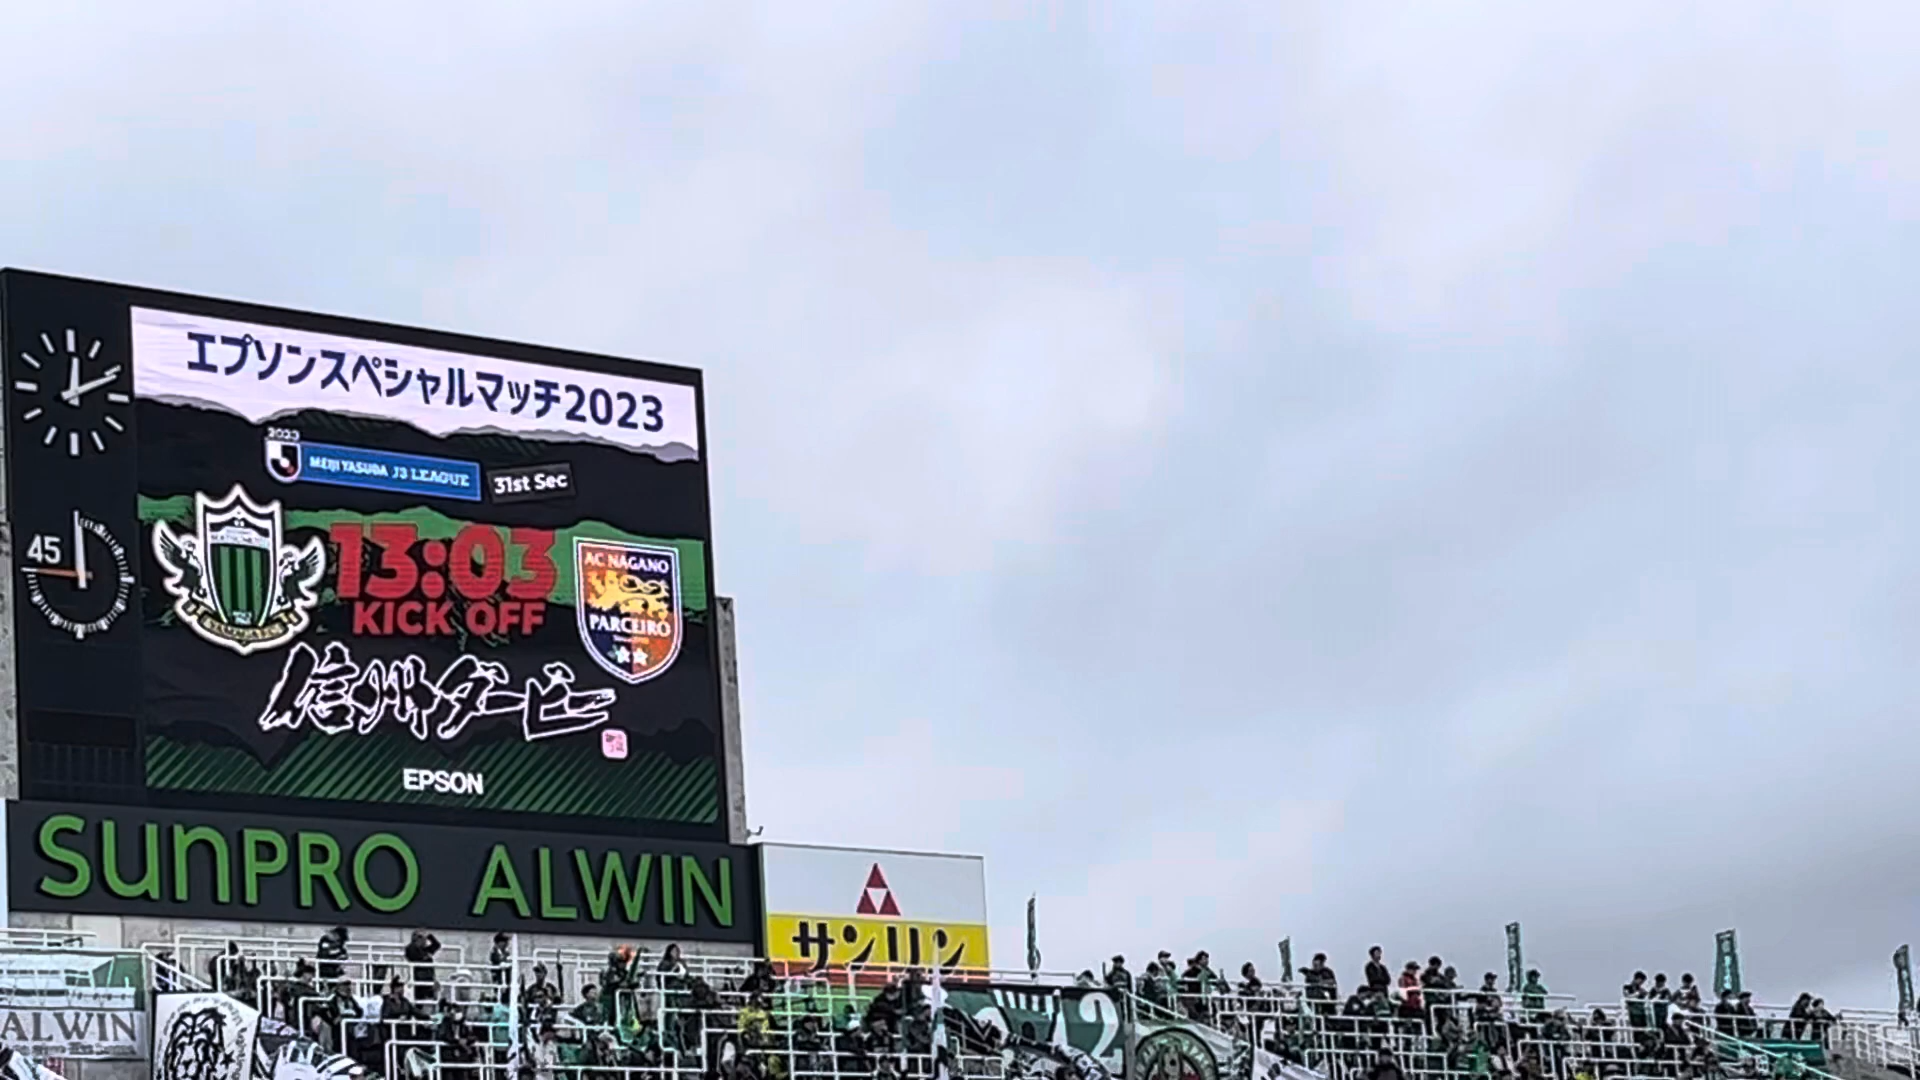 エプソンスペシャルマッチ2023
2023
MEIJI YASUDA J3 LEAGUE
31st Sec
13:03
KICK OFF
AC NAGANO
PARCEIRO
信州ダービー
EPSON
45
SUNPRO ALWIN
サンリン
ALWIN
2